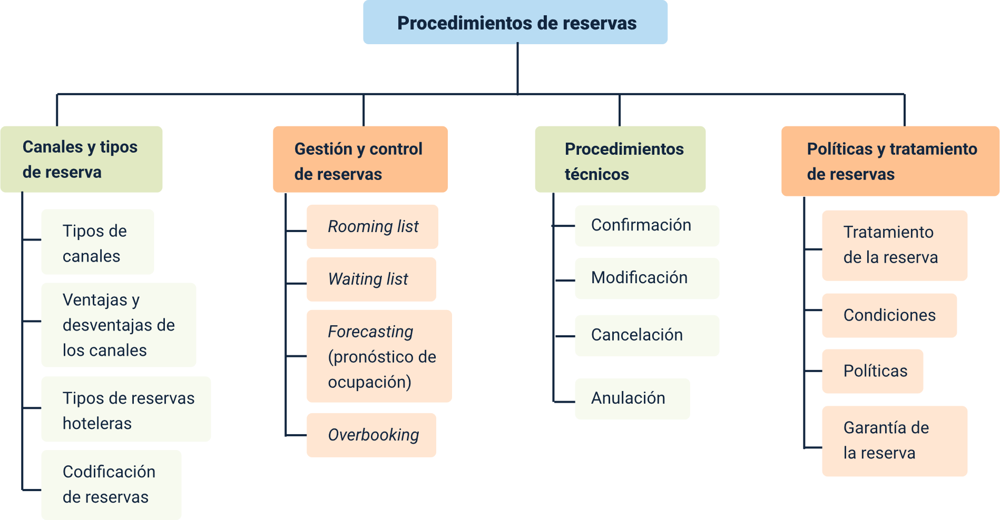 Procedimientos de reservas
Canales y tipos
de reserva
Tipos de
canales
Ventajas y
desventajas de
los canales
Tipos de reservas
hoteleras
Codificación
de reservas
Gestión y control
de reservas
Rooming list
Waiting list
Forecasting
(pronóstico de
ocupación)
Overbooking
Procedimientos
técnicos
Confirmación
Modificación
Cancelación
Anulación
Políticas y tratamiento
de reservas
Tratamiento
de la reserva
Condiciones
Políticas
Garantía de
la reserva